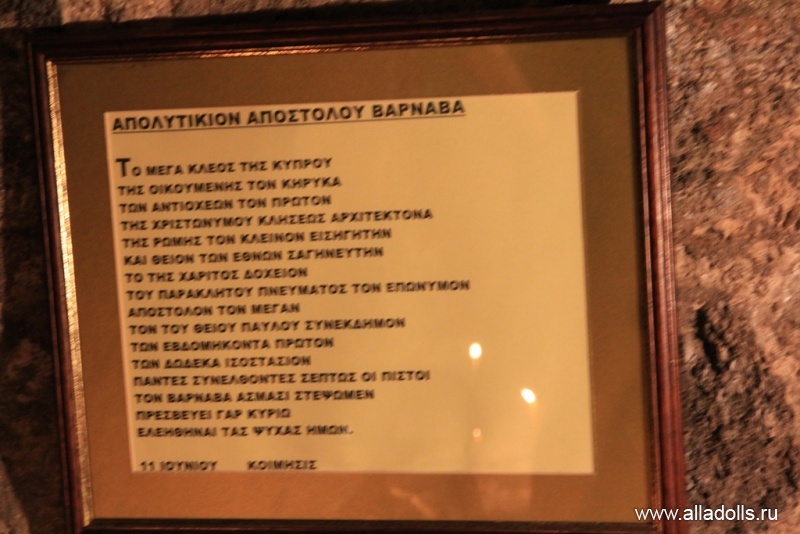 ΑΠΟΛΥΤΙΚΙΟΝ ΑΠΟΣΤΟΛΟΥ ΒΑΡΝΑΒΑ
ΤΟ ΜΕΓΑ ΚΛΕΟΣ ΤΗΣ ΚΥΠΡΟΥ
ΤΗΣ ΟΙΚΟΥΜΕΝΗΣ ΤΟΝ ΚΗΡΥΚΑ
ΤΩΝ ΑΝΤΙΟΧΕΩΝ ΤΟΝ ΠΡΩΤΟΝ
ΤΗΣ ΧΡΙΣΤΩΝΥΜΟΥ ΚΛΗΣΕΩΣ ΑΡΧΙΤΕΚΤΟΝΑ
ΤΗΣ ΡΩΜΗΣ ΤΟΝ ΚΛΕΙΝΟΝ ΕΙΣΗΓΗΤΗΝ
ΚΑΙ ΘΕΙΟΝ ΤΩΝ ΕΘΝΩΝ ΣΑΓΗΝΕΥΤΗΝ
ΤΟ ΤΗΣ ΧΑΡΙΤΟΣ ΔΟΧΕΙΟΝ
ΤΟΥ ΠΑΡΑΚΛΗΤΟΥ ΠΝΕΥΜΑΤΟΣ ΤΟΝ ΕΠΩΝΥΜΟΝ
ΑΠΟΣΤΟΛΟΝ ΤΟΝ ΜΕΓΑΝ
ΤΟΝ ΤΟΥ ΘΕΙΟΥ ΠΑΥΛΟΥ ΣΥΝΕΚΔΗΜΟΝ
ΤΩΝ ΕΒΔΟΜΗΚΟΝΤΑ ΠΡΩΤΟΝ
ΤΩΝ ΔΩΔΕΚΑ ΙΣΟΣΤΑΣΙΟΝ
ΠΑΝΤΕΣ ΣΥΝΕΛΘΟΝΤΕΣ ΣΕΠΤΩΣ ΟΙ ΠΙΣΤΟΙ
ΤΟΝ ΒΑΡΝΑΒΑ ΑΣΜΑΣΙ ΣΤΕΨΩΜΕΝ
ΠΡΕΣΒΕΥΕΙ ΓΑΡ ΚΥΡΙΩ
ΕΛΕΗΘΗΝΑΙ ΤΑΣ ΨΥΧΑΣ ΗΜΩΝ.
11 ΙΟΥΝΙΟΥ ΚΟΙΜΗΣΙΣ
www.alladolls.ru